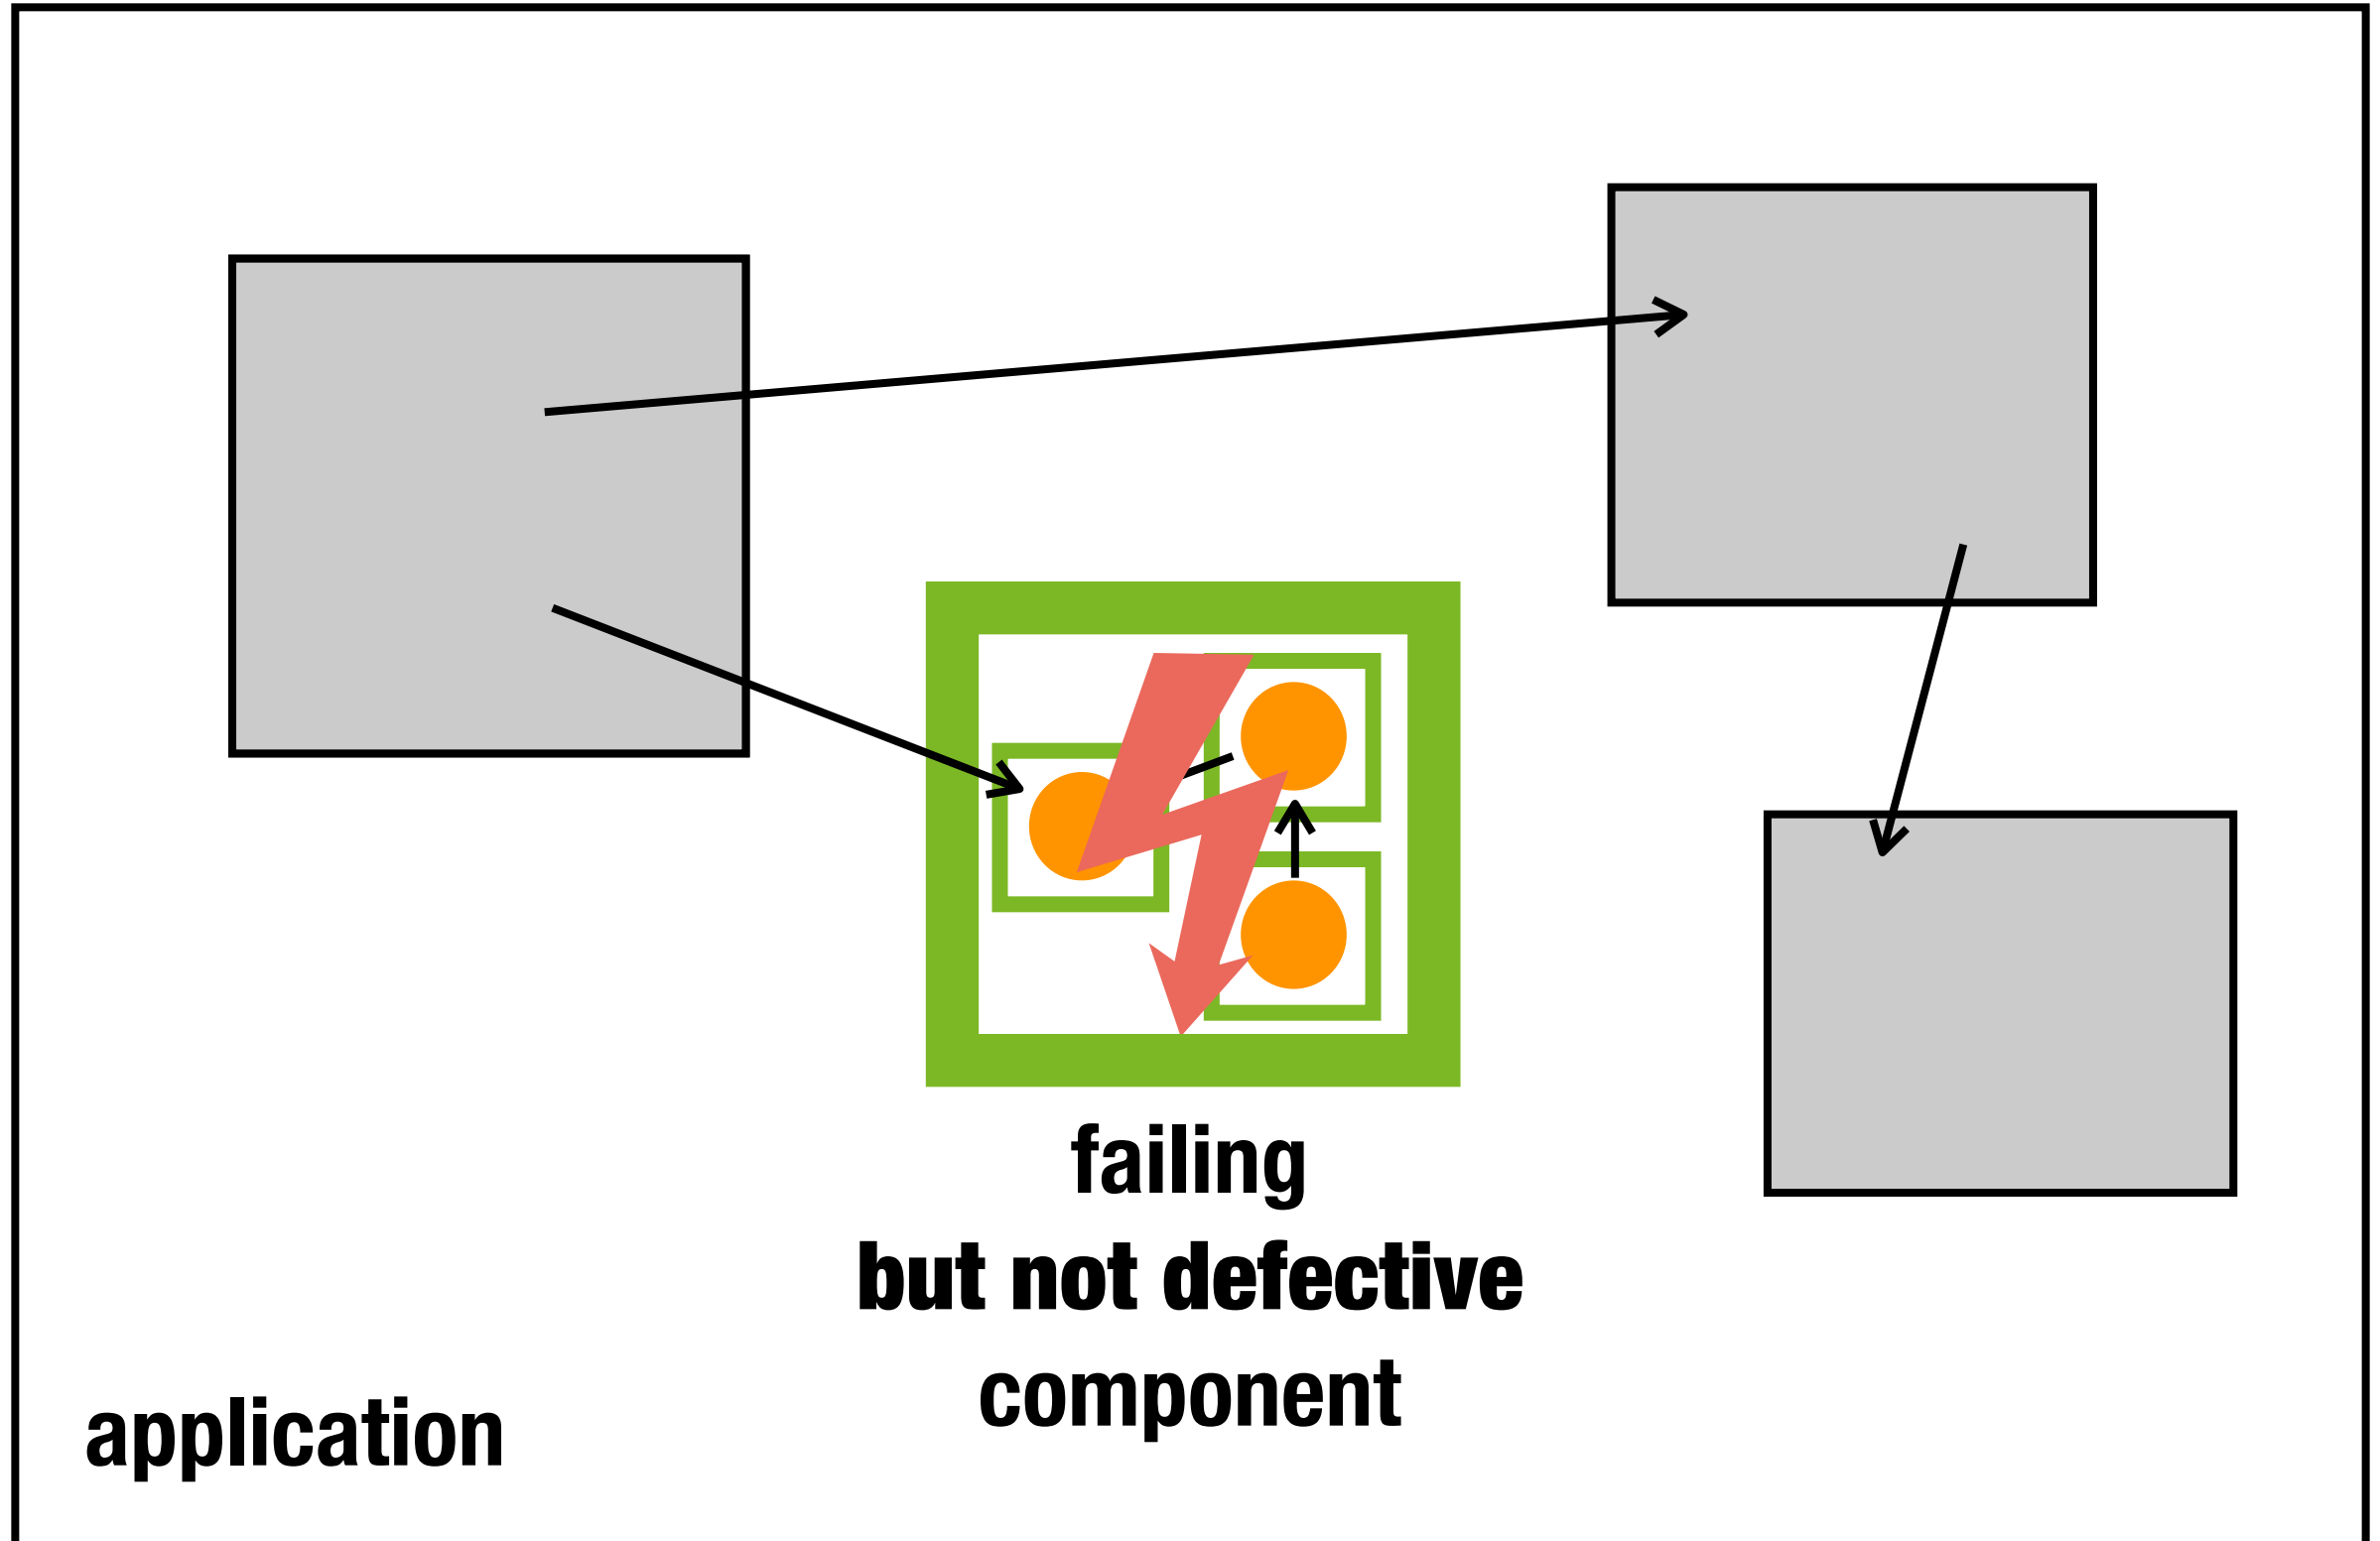 failing
but not defective
component
application